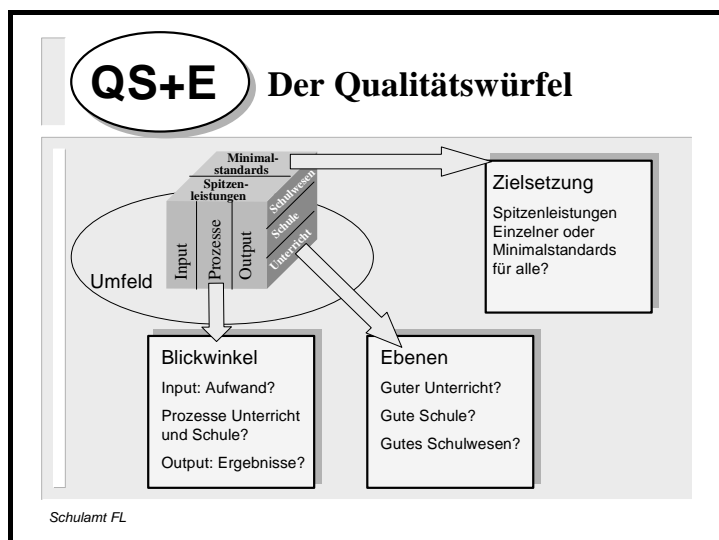 QS+E
Der Qualitätswürfel
Minimal-
standards
Spitzen-
leistungen
Schulwesen
Schule
Unterricht
Input
Prozesse
Output
Umfeld
Zielsetzung
Spitzenleistungen
Einzelner oder
Minimalstandards
für alle?
Blickwinkel
Input: Aufwand?
Prozesse Unterricht
und Schule?
Output: Ergebnisse?
Ebenen
Guter Unterricht?
Gute Schule?
Gutes Schulwesen?
Schulamt FL